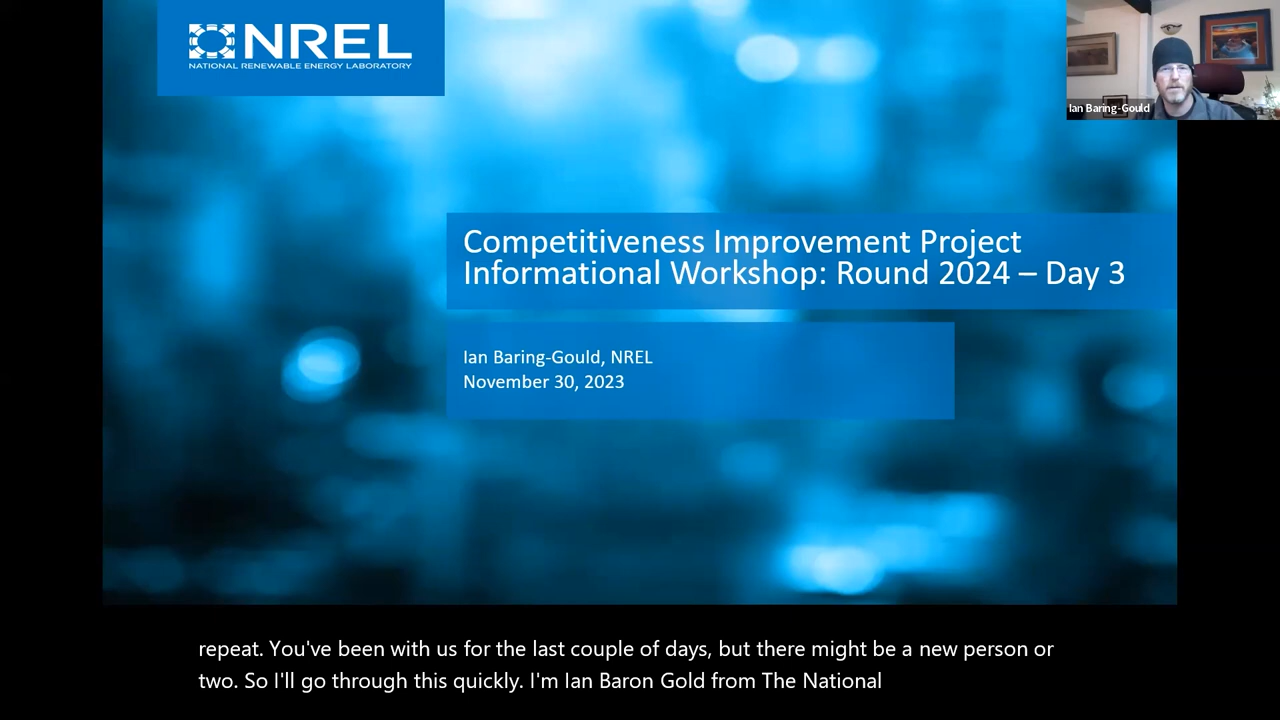 NREL
NATIONAL RENEWABLE ENERGY LABORATORY
Ian Baring-Gould
Competitiveness Improvement Project
Informational Workshop: Round 2024 – Day 3
Ian Baring-Gould, NREL
November 30, 2023
repeat. You've been with us for the last couple of days, but there might be a new person or
two. So I'll go through this quickly. I'm Ian Baron Gold from The National